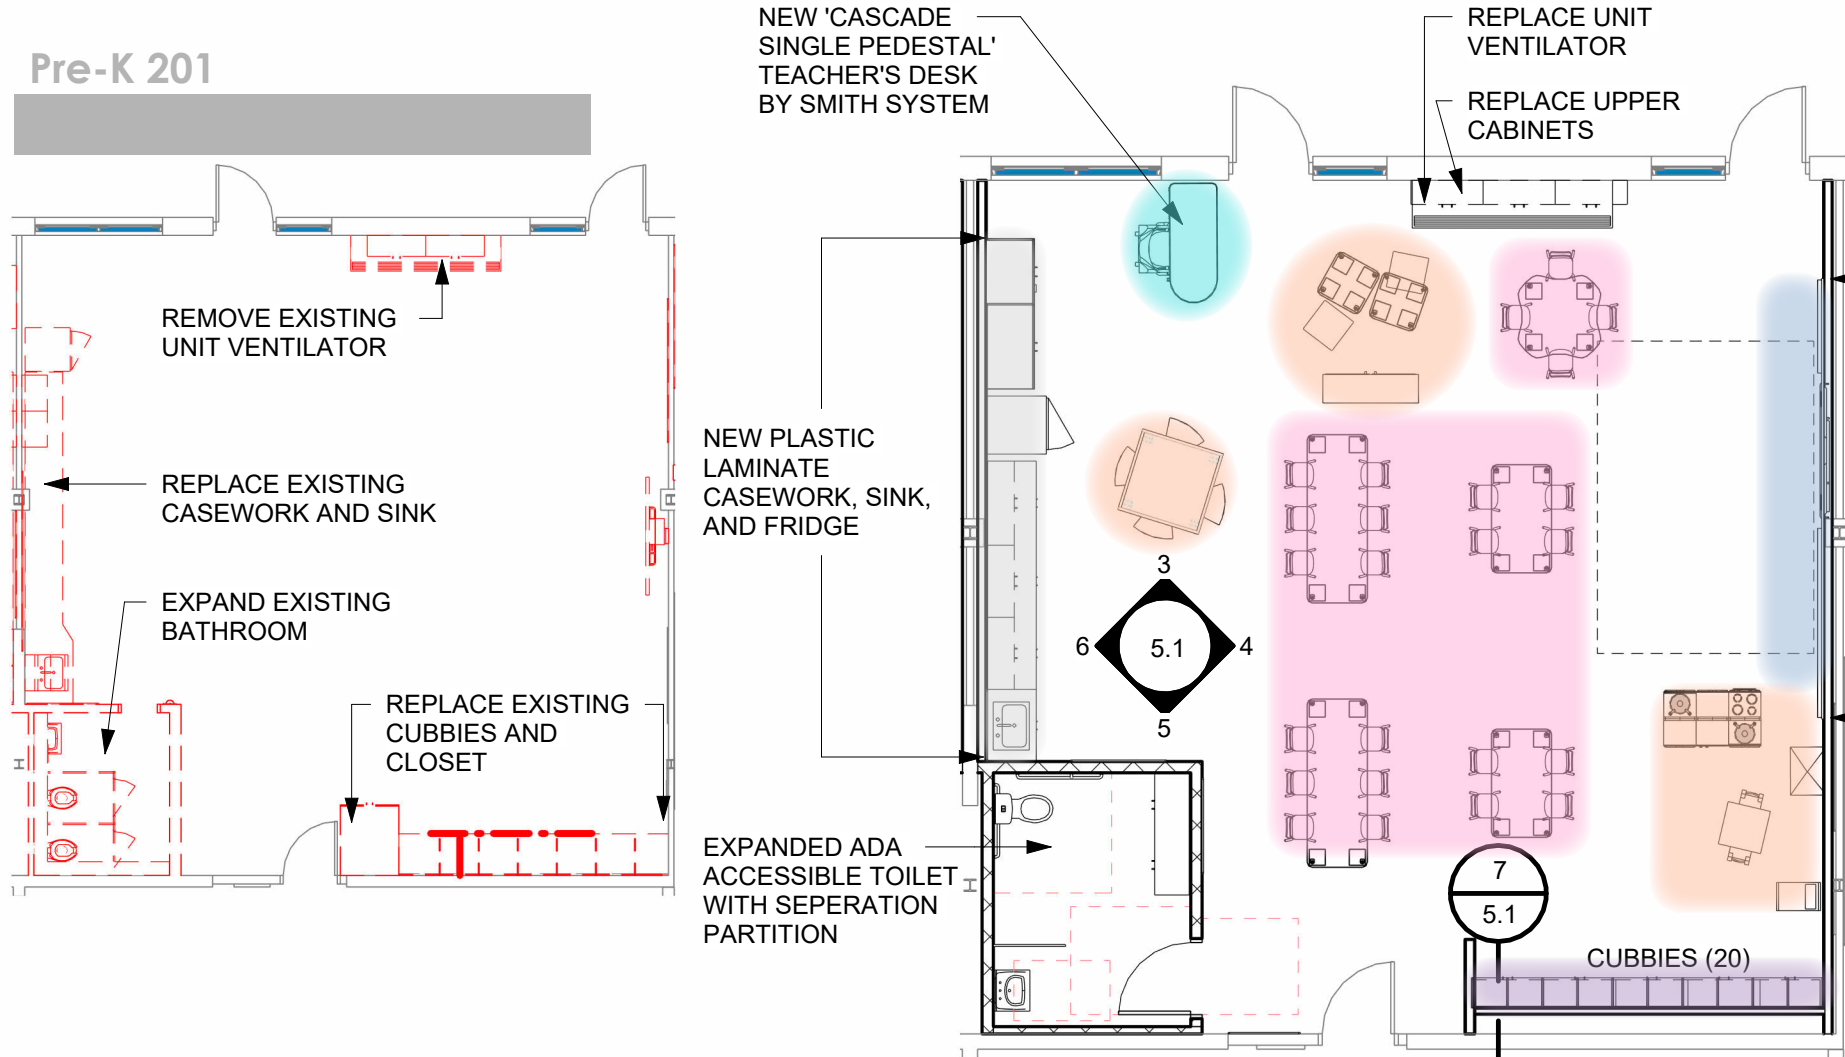 Pre-K 201
REMOVE EXISTING
UNIT VENTILATOR
REPLACE EXISTING
CASEWORK AND SINK
EXPAND EXISTING
BATHROOM
REPLACE EXISTING
CUBBIES AND
CLOSET
NEW 'CASCADE
SINGLE PEDESTAL'
TEACHER'S DESK
BY SMITH SYSTEM
REPLACE UNIT
VENTILATOR
REPLACE UPPER
CABINETS
NEW PLASTIC
LAMINATE
CASEWORK, SINK,
AND FRIDGE
3
6
5.1
4
5
EXPANDED ADA
ACCESSIBLE TOILET
WITH SEPERATION
PARTITION
7
5.1
CUBBIES (20)